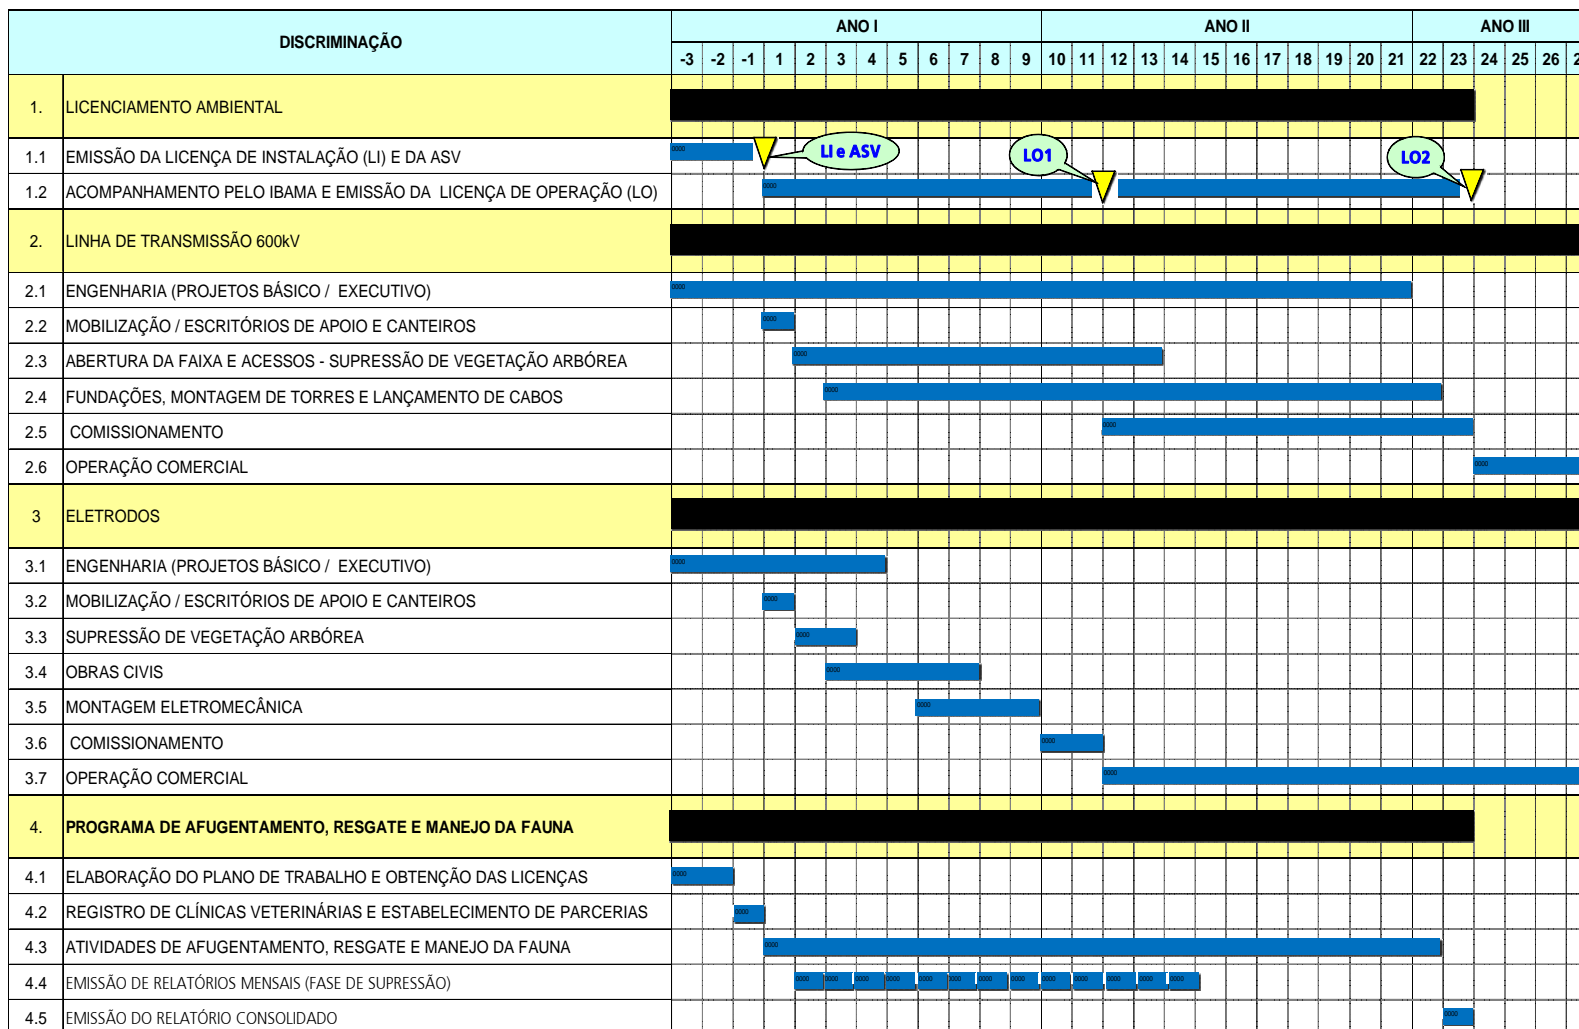 DISCRIMINAÇÃO
ANO I ANO II ANO III
-3 -2 -1 1 2 3 4 5 6 7 8 9 10 11 12 13 14 15 16 17 18 19 20 21 22 23 24 25 26
1. LICENCIAMENTO AMBIENTAL
1.1 EMISSÃO DA LICENÇA DE INSTALAÇÃO (LI) E DA ASV
LI e ASV
LO1
LO2
1.2 ACOMPANHAMENTO PELO IBAMA E EMISSÃO DA LICENÇA DE OPERAÇÃO (LO)
2. LINHA DE TRANSMISSÃO 600kV
2.1 ENGENHARIA (PROJETOS BÁSICO / EXECUTIVO)
2.2 MOBILIZAÇÃO / ESCRITÓRIOS DE APOIO E CANTEIROS
2.3 ABERTURA DA FAIXA E ACESSOS - SUPRESSÃO DE VEGETAÇÃO ARBÓREA
2.4 FUNDAÇÕES, MONTAGEM DE TORRES E LANÇAMENTO DE CABOS
2.5 COMISSIONAMENTO
2.6 OPERAÇÃO COMERCIAL
3 ELETRODOS
3.1 ENGENHARIA (PROJETOS BÁSICO / EXECUTIVO)
3.2 MOBILIZAÇÃO / ESCRITÓRIOS DE APOIO E CANTEIROS
3.3 SUPRESSÃO DE VEGETAÇÃO ARBÓREA
3.4 OBRAS CIVIS
3.5 MONTAGEM ELETROMECÂNICA
3.6 COMISSIONAMENTO
3.7 OPERAÇÃO COMERCIAL
4. PROGRAMA DE AFUGENTAMENTO, RESGATE E MANEJO DA FAUNA
4.1 ELABORAÇÃO DO PLANO DE TRABALHO E OBTENÇÃO DAS LICENÇAS
4.2 REGISTRO DE CLÍNICAS VETERINÁRIAS E ESTABELECIMENTO DE PARCERIAS
4.3 ATIVIDADES DE AFUGENTAMENTO, RESGATE E MANEJO DA FAUNA
4.4 EMISSÃO DE RELATÓRIOS MENSAIS (FASE DE SUPRESSÃO)
4.5 EMISSÃO DO RELATÓRIO CONSOLIDADO